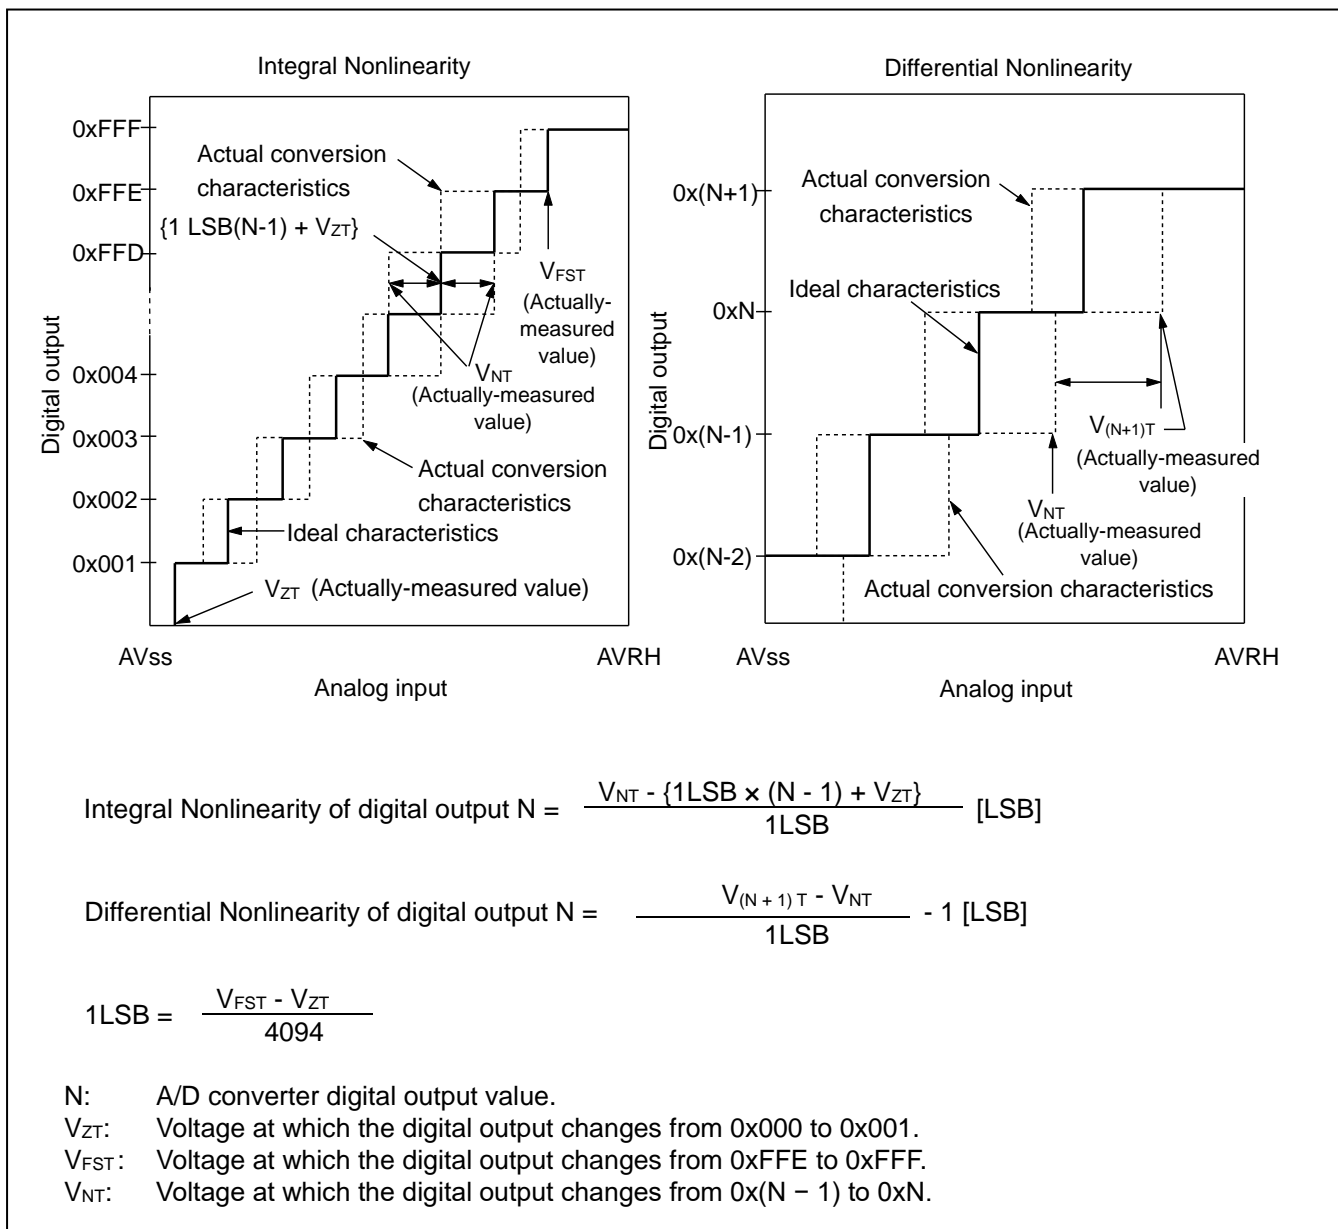 Integral Nonlinearity
0xFFF
0xFFE
0xFFD
0x004
0x003
0x002
0x001
Digital output
Actual conversion
characteristics
{1 LSB(N-1) + VZT}
VFST
(Actually-
measured
value)
VNT
(Actually-measured
value)
Actual conversion
characteristics
Ideal characteristics
VZT (Actually-measured value)
AVss
AVRH
Analog input
Differential Nonlinearity
0x(N+1)
0xN
0x(N-1)
0x(N-2)
Digital output
Actual conversion
characteristics
Ideal characteristics
V(N+1)T
(Actually-measured
value)
VNT
(Actually-measured
value)
Actual conversion characteristics
AVss
AVRH
Analog input
Integral Nonlinearity of digital output N = VNT - {1LSB × (N - 1) + VZT}
1LSB
[LSB]
Differential Nonlinearity of digital output N = V(N + 1) T - VNT
1LSB
- 1 [LSB]
1LSB = VFST - VZT
4094
N: A/D converter digital output value.
VZT: Voltage at which the digital output changes from 0x000 to 0x001.
VFST: Voltage at which the digital output changes from 0xFFE to 0xFFF.
VNT: Voltage at which the digital output changes from 0x(N − 1) to 0xN.